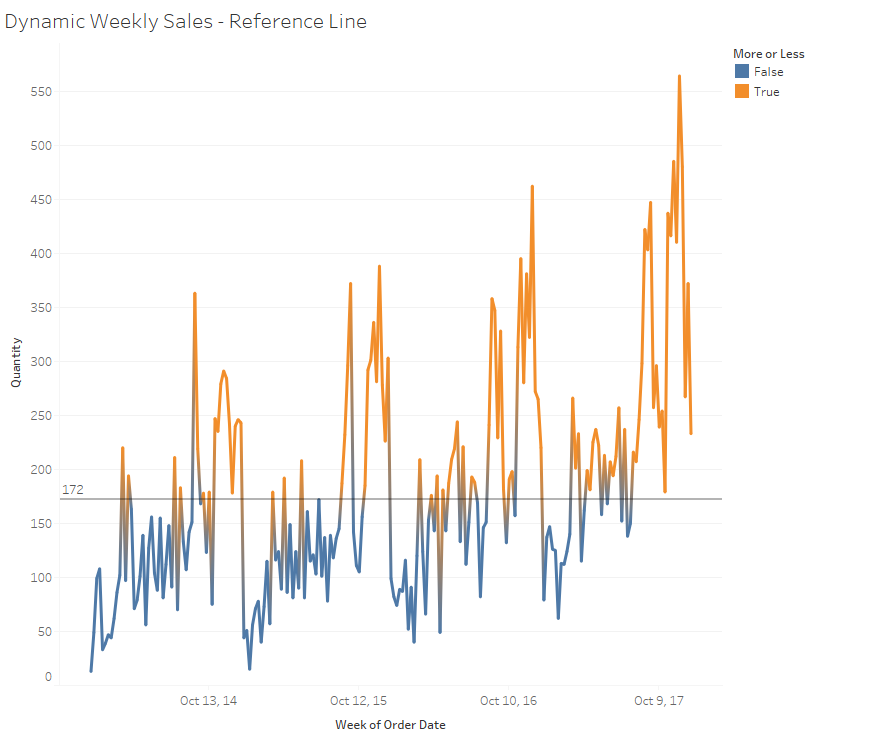 Dynamic Weekly Sales - Reference Line
More or Less
False
True
550
500
450
400
350
300
250
200
172
150
100
50
0
Quantity
Oct 13, 14
Oct 12, 15
Oct 10, 16
Oct 9, 17
Week of Order Date